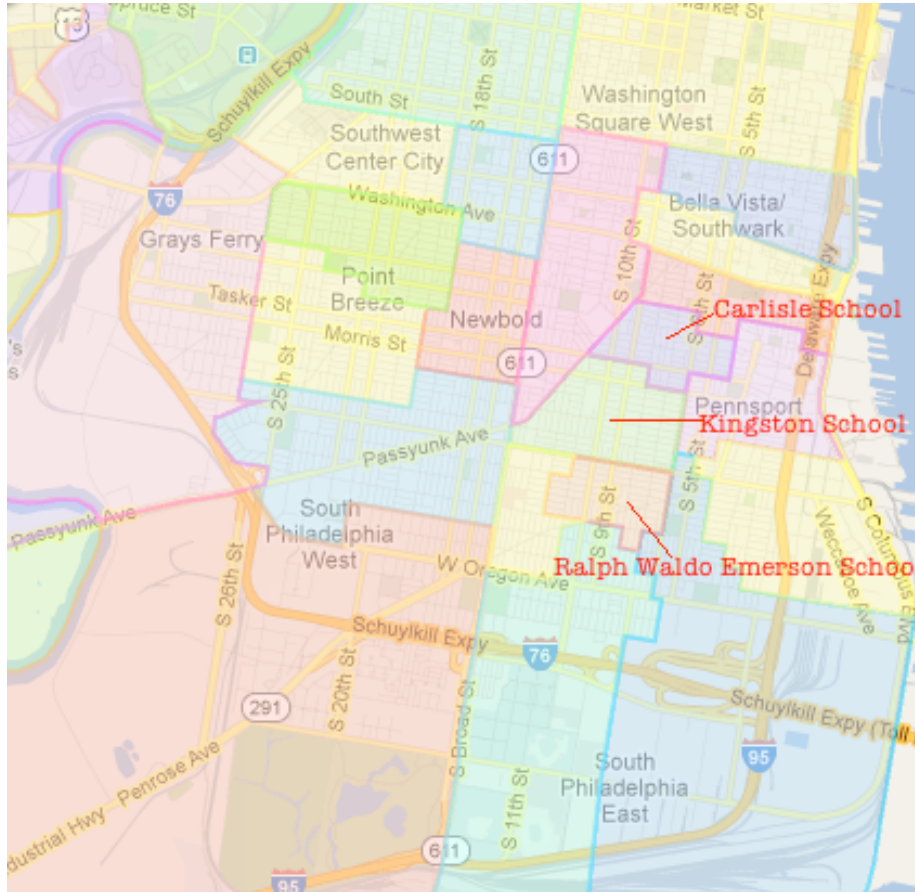 Spruce St
Market St
13
Schuylkill Expy
South St
S 18th St
Washington
Square West
S 5th St
Southwest
Center City
611
76
Washington Ave
Bella Vista/
Southwark
Grays Ferry
S 10th St
Point
Breeze
Tasker St
Newbold
Carlisle School
Morris St
611
Delaware Expy
S 25th St
Pennsport
Kingston School
Passyunk Ave
S 5th St
South
Philadelphia
West
S 9th St
S Columbus Blvd
Weccacoe Ave
Passyunk Ave
Ralph Waldo Emerson Schoo
W Oregon Ave
S 26th St
Schuylkill Expy
76
S 20th St
291
Schuylkill Expy (Toll
S Broad St
95
South
Philadelphia
East
Penrose Ave
S 11th St
dustrial Hwy
611
95